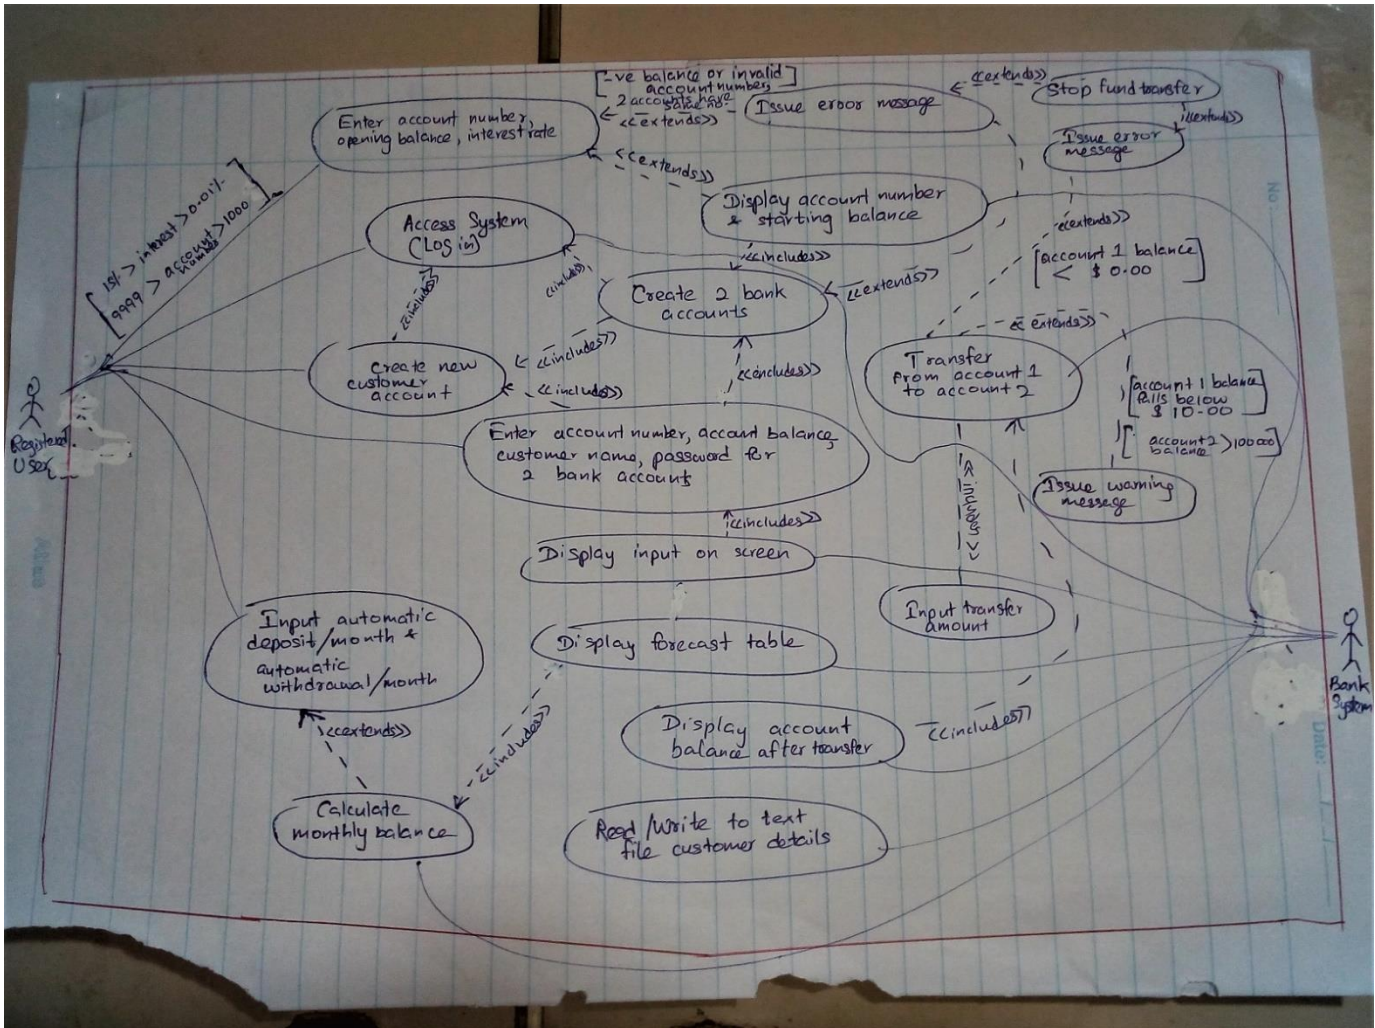 [-ve balance or invalid]
account numbers
2 accounts have
same no.
<<extends>>
Enter account number,
opening balance, interest rate
Issue error message
<<extends>>
Stop fund transfer
<<extends>>
Issue error
message
<<extends>>
Display account number
& starting balance
[15% > interest > 0.01%
9999 > account > 1000]
number
Access System
(Log in)
<<includes>>
<<includes>>
<<includes>>
Create 2 bank
accounts
<<extends>>
<<extends>>
[account 1 balance]
< $ 0.00
<<extends>>
Create new
customer
account
<<includes>>
<<includes>>
<<includes>>
Transfer
from account 1
to account 2
[account 1 balance]
falls below
$ 10.00
[account 2 > 100000]
balance
Registered
User
Enter account number, account balance,
customer name, password for
2 bank accounts
<<includes>>
Issue warning
message
<<includes>>
Display input on screen
Input transfer
amount
Input automatic
deposit/month &
automatic
withdrawal/month
Display forecast table
Bank
System
<<extends>>
<<includes>>
Display account
balance after transfer
<<includes>>
Calculate
monthly balance
Read/Write to text
file customer details
No:
Date: